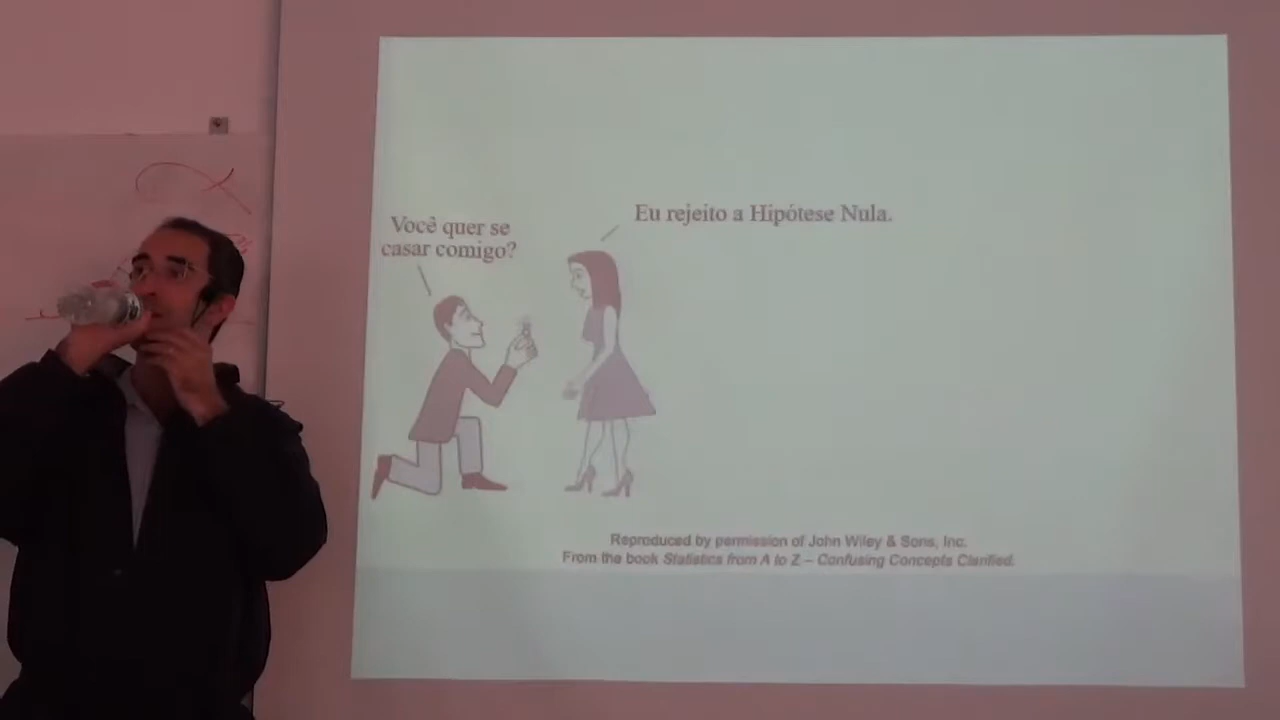 Você quer se
casar comigo?
Eu rejeito a Hipótese Nula.
Reproduced by permission of John Wiley & Sons, Inc.
From the book Statistics from A to Z – Confusing Concepts Clarified.